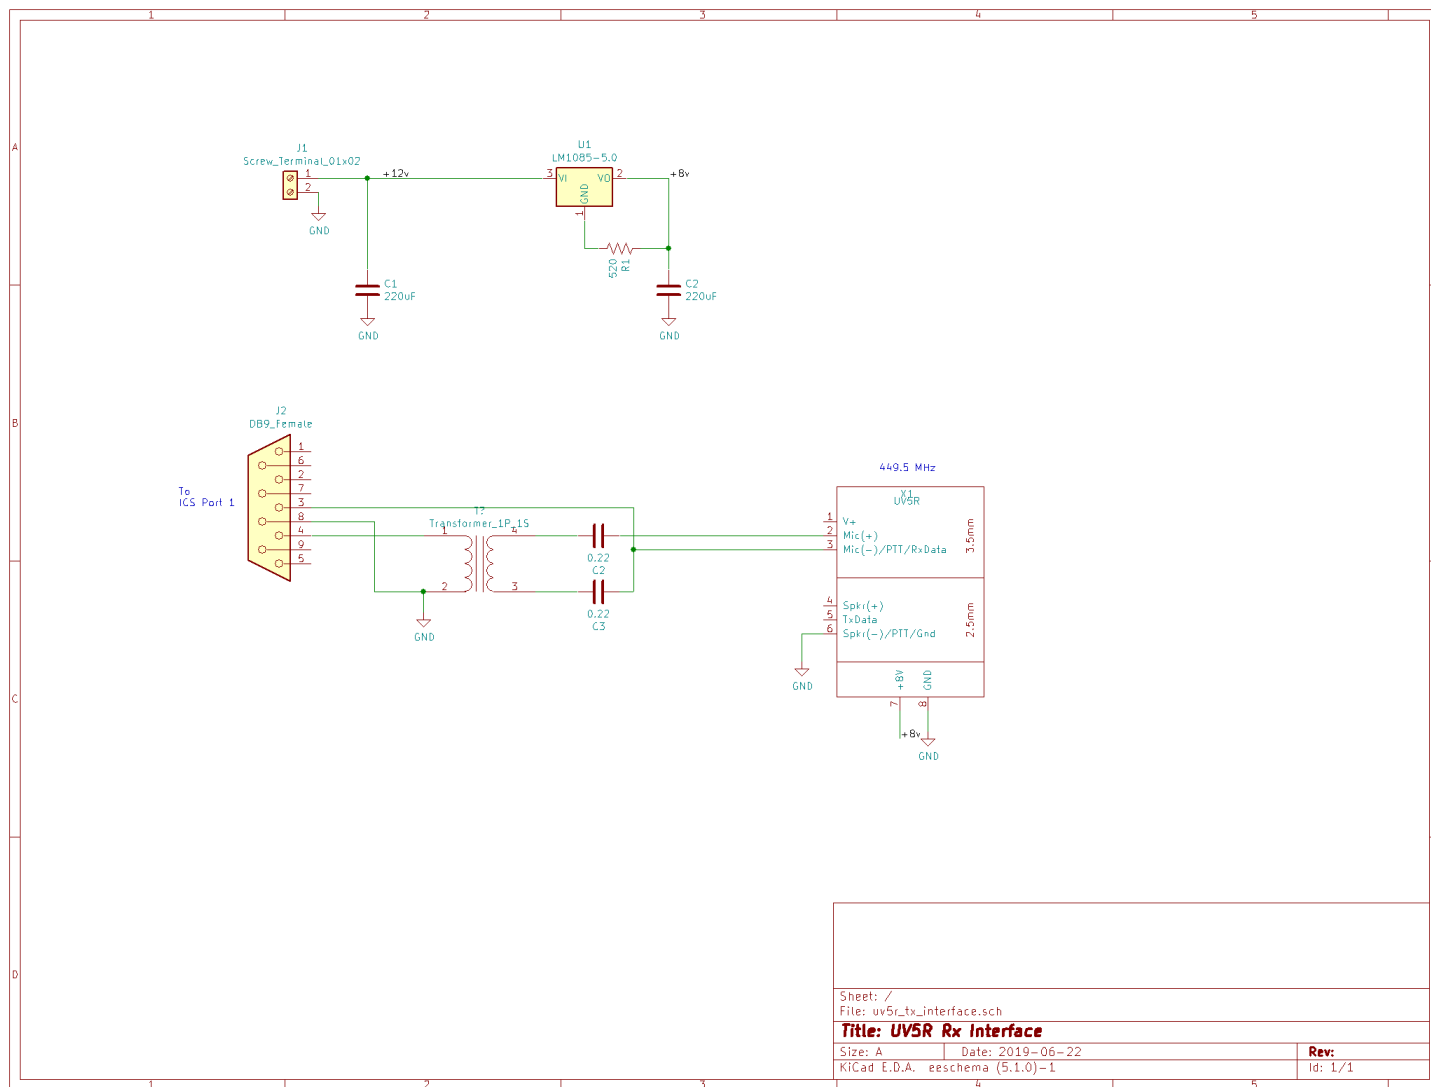 1 2 3 4 5
A
B
C
D
J1
Screw_Terminal_01x02
1
2
GND
+12v
C1
220uF
GND
U1
LM1085-5.0
3
VI
VO
2
GND
1
+8v
520
R1
C2
220uF
GND
J2
DB9_Female
1
6
2
7
3
8
4
9
5
To
ICS Port 1
T?
Transformer_1P_1S
1
4
2
3
GND
0.22
C2
0.22
C3
449.5 MHz
X1
UV5R
1 V+
2 Mic(+)
3 Mic(-)/PTT/RxData
3.5mm
4 Spkr(+)
5 TxData
6 Spkr(-)/PTT/Gnd
2.5mm
GND
+8V
GND
7
8
+8v
GND
Sheet: /
File: uv5r_tx_interface.sch
Title: UV5R Rx Interface
Size: A Date: 2019-06-22 Rev:
KiCad E.D.A. eeschema (5.1.0)-1 Id: 1/1
1 2 3 4 5